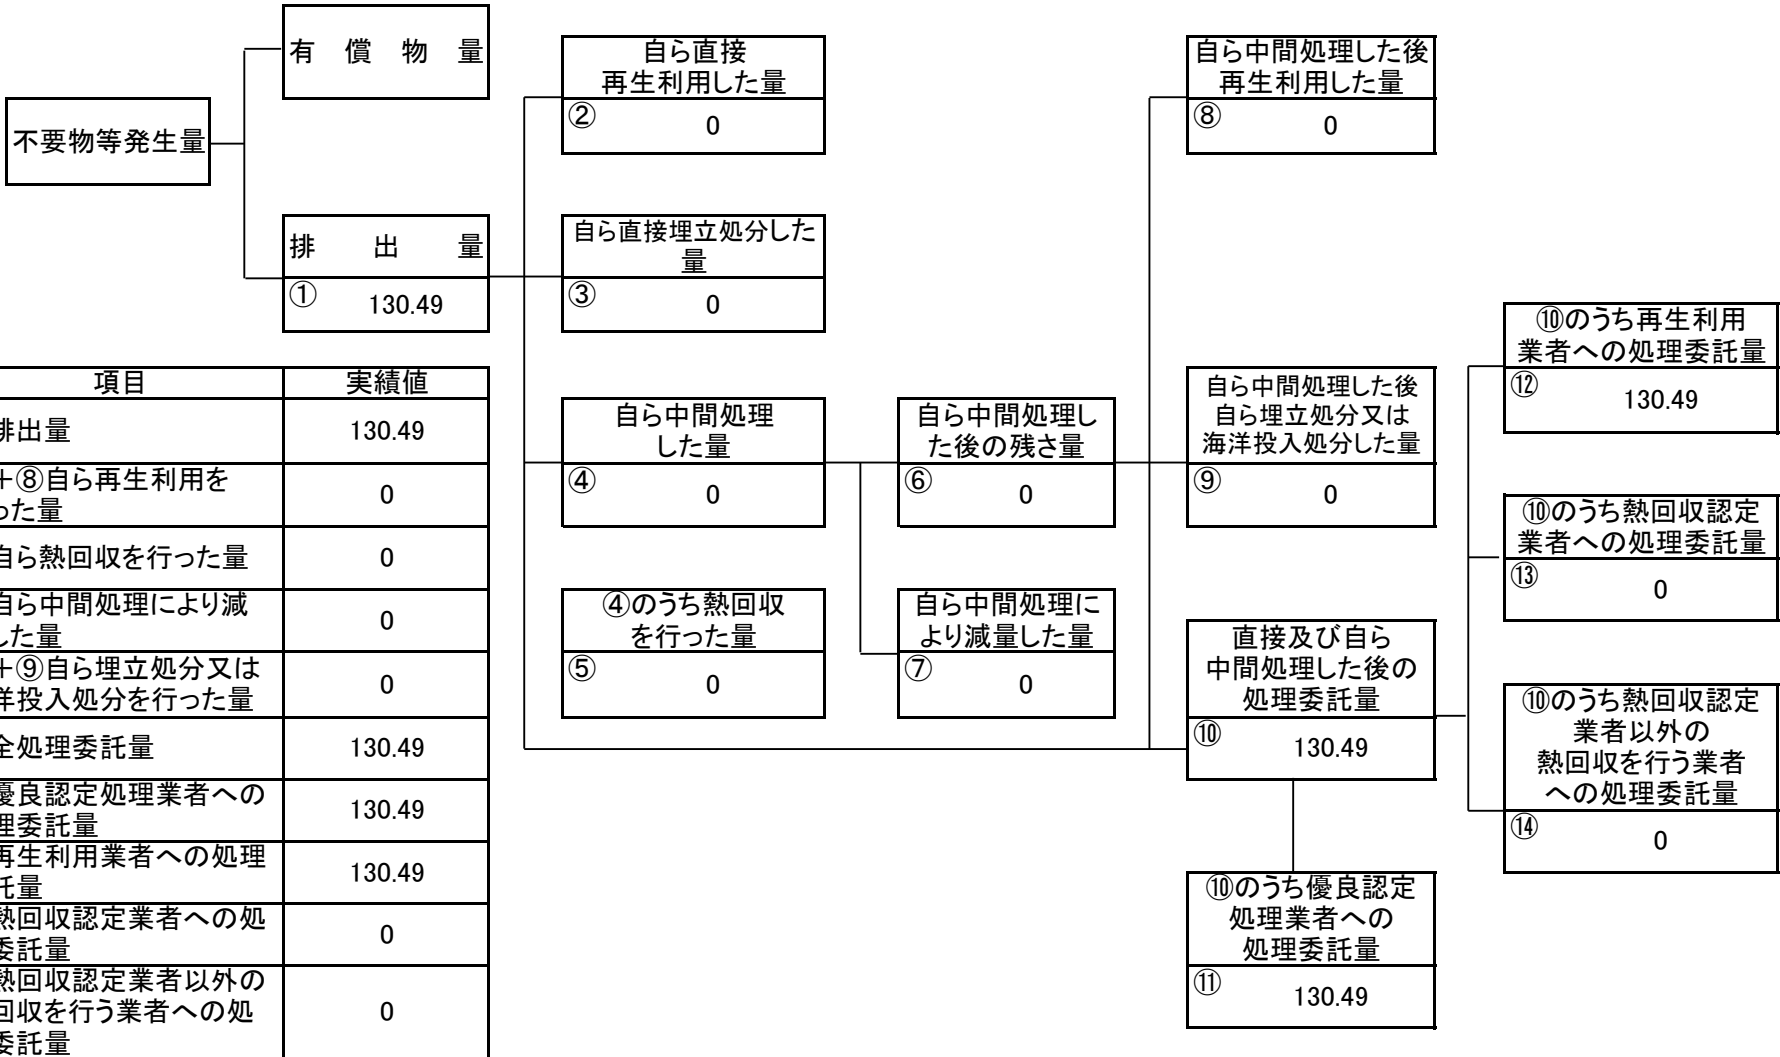 不要物等発生量
有償物量
排出量
①
130.49
自ら直接
再生利用した量
②
0
自ら直接埋立処分した
量
③
0
自ら中間処理
した量
④
0
④のうち熱回収
を行った量
⑤
0
自ら中間処理し
た後の残さ量
⑥
0
自ら中間処理に
より減量した量
⑦
0
自ら中間処理した後
再生利用した量
⑧
0
自ら中間処理した後
自ら埋立処分又は
海洋投入処分した量
⑨
0
直接及び自ら
中間処理した後の
処理委託量
⑩
130.49
⑩のうち優良認定
処理業者への
処理委託量
⑪
130.49
⑩のうち再生利用
業者への処理委託量
⑫
130.49
⑩のうち熱回収認定
業者への処理委託量
⑬
0
⑩のうち熱回収認定
業者以外の
熱回収を行う業者
への処理委託量
⑭
0
項目 実績値
排出量 130.49
+⑧自ら再生利用を
った量 0
自ら熱回収を行った量 0
自ら中間処理により減
した量 0
+⑨自ら埋立処分又は
洋投入処分を行った量 0
全処理委託量 130.49
優良認定処理業者への
理委託量 130.49
再生利用業者への処理
託量 130.49
熱回収認定業者への処
委託量 0
熱回収認定業者以外の
回収を行う業者への処
委託量 0